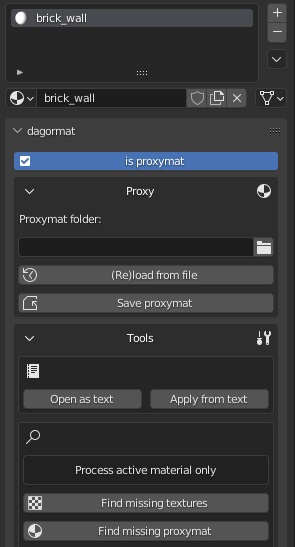 brick_wall
brick_wall
dagormat
is proxymat
Proxy
Proxymat folder:
(Re)load from file
Save proxymat
Tools
Open as text
Apply from text
Process active material only
Find missing textures
Find missing proxymat